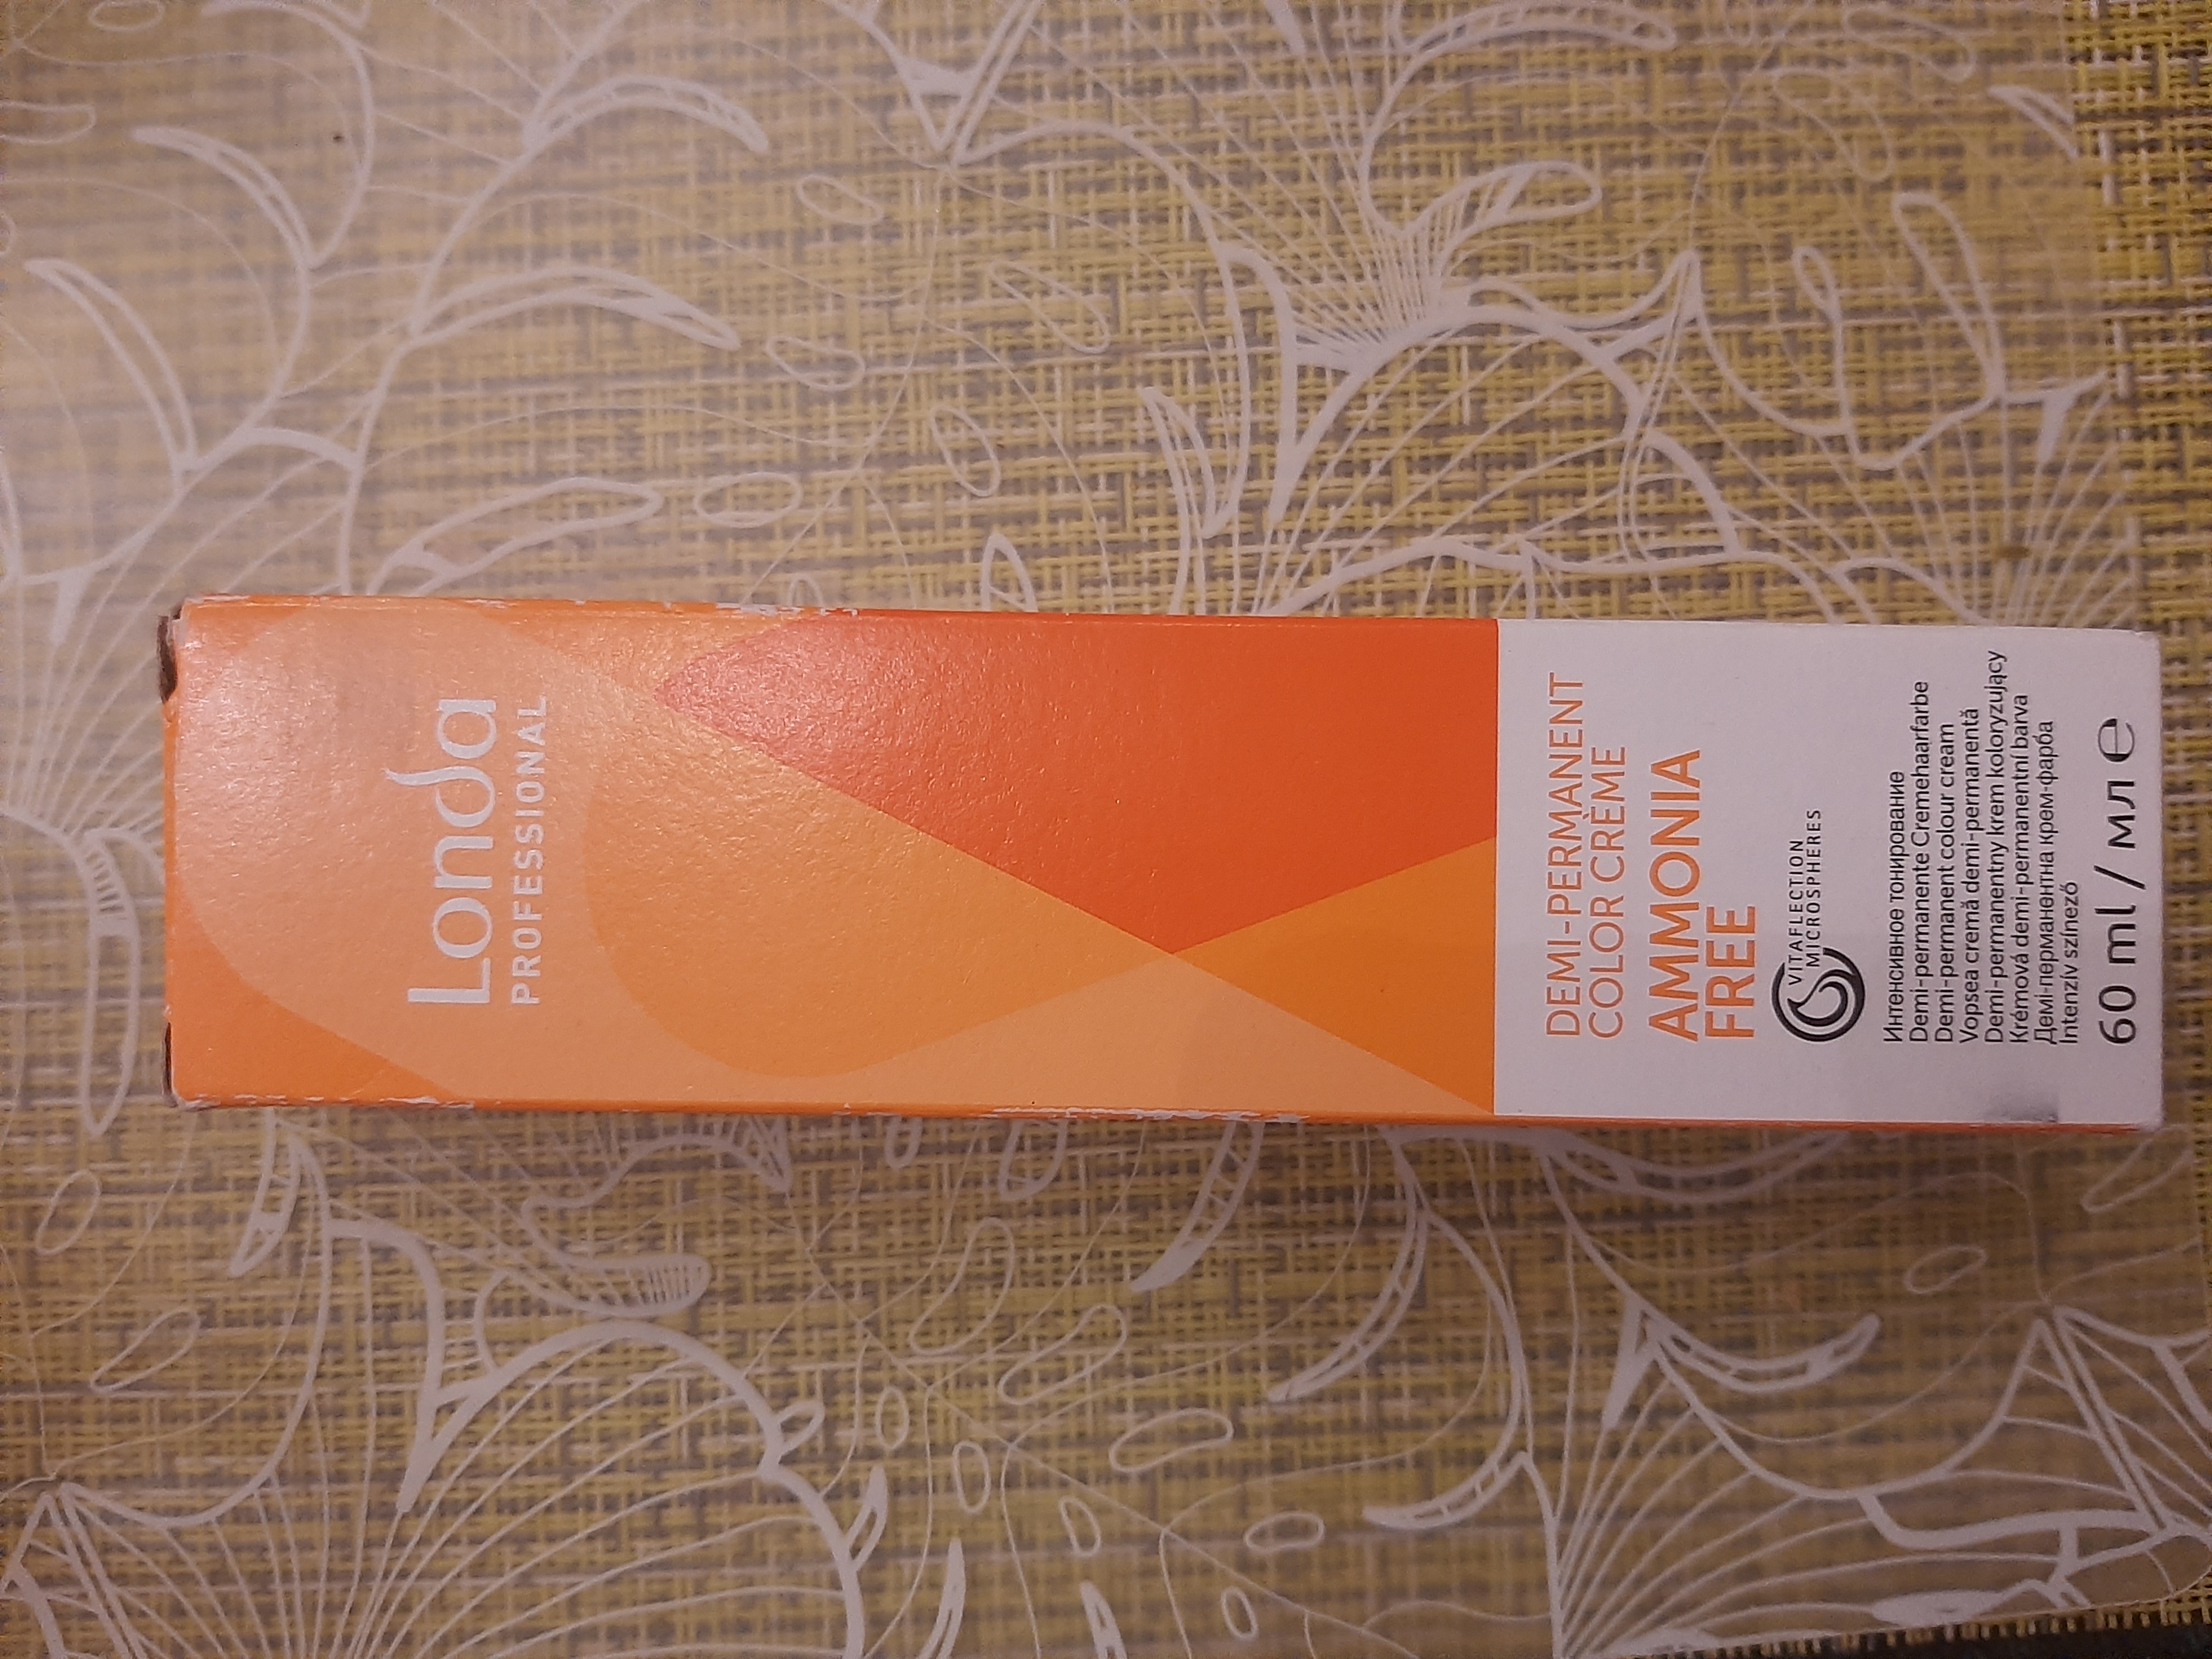 Londa
PROFESSIONAL
DEMI-PERMANENT
COLOR CRÈME
AMMONIA
FREE
VITAFLECTION
MICROSPHERES
Интенсивное тонирование
Demi-permanente Cremehaarfarbe
Demi-permanent colour cream
Vopsea cremă demi-permanentă
Demi-permanentny krem koloryzujący
Krémová demi-permanentní barva
Демі-перманентна крем-фарба
Intenzív színező
60 ml / мл ℮